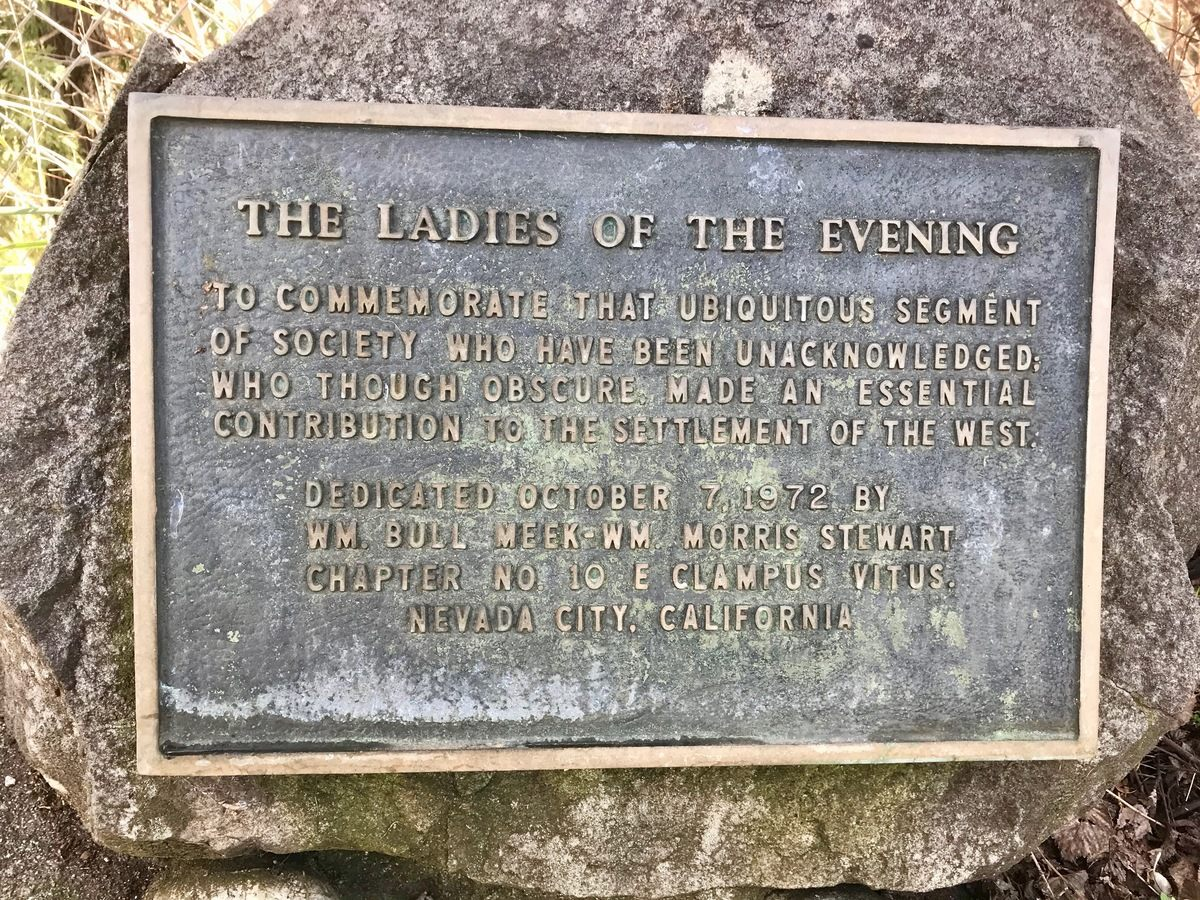 THE LADIES OF THE EVENING
TO COMMEMORATE THAT UBIQUITOUS SEGMENT
OF SOCIETY WHO HAVE BEEN UNACKNOWLEDGED;
WHO THOUGH OBSCURE, MADE AN ESSENTIAL
CONTRIBUTION TO THE SETTLEMENT OF THE WEST.
DEDICATED OCTOBER 7, 1972 BY
WM. BULL MEEK-WM. MORRIS STEWART
CHAPTER NO. 10 E CLAMPUS VITUS.
NEVADA CITY, CALIFORNIA